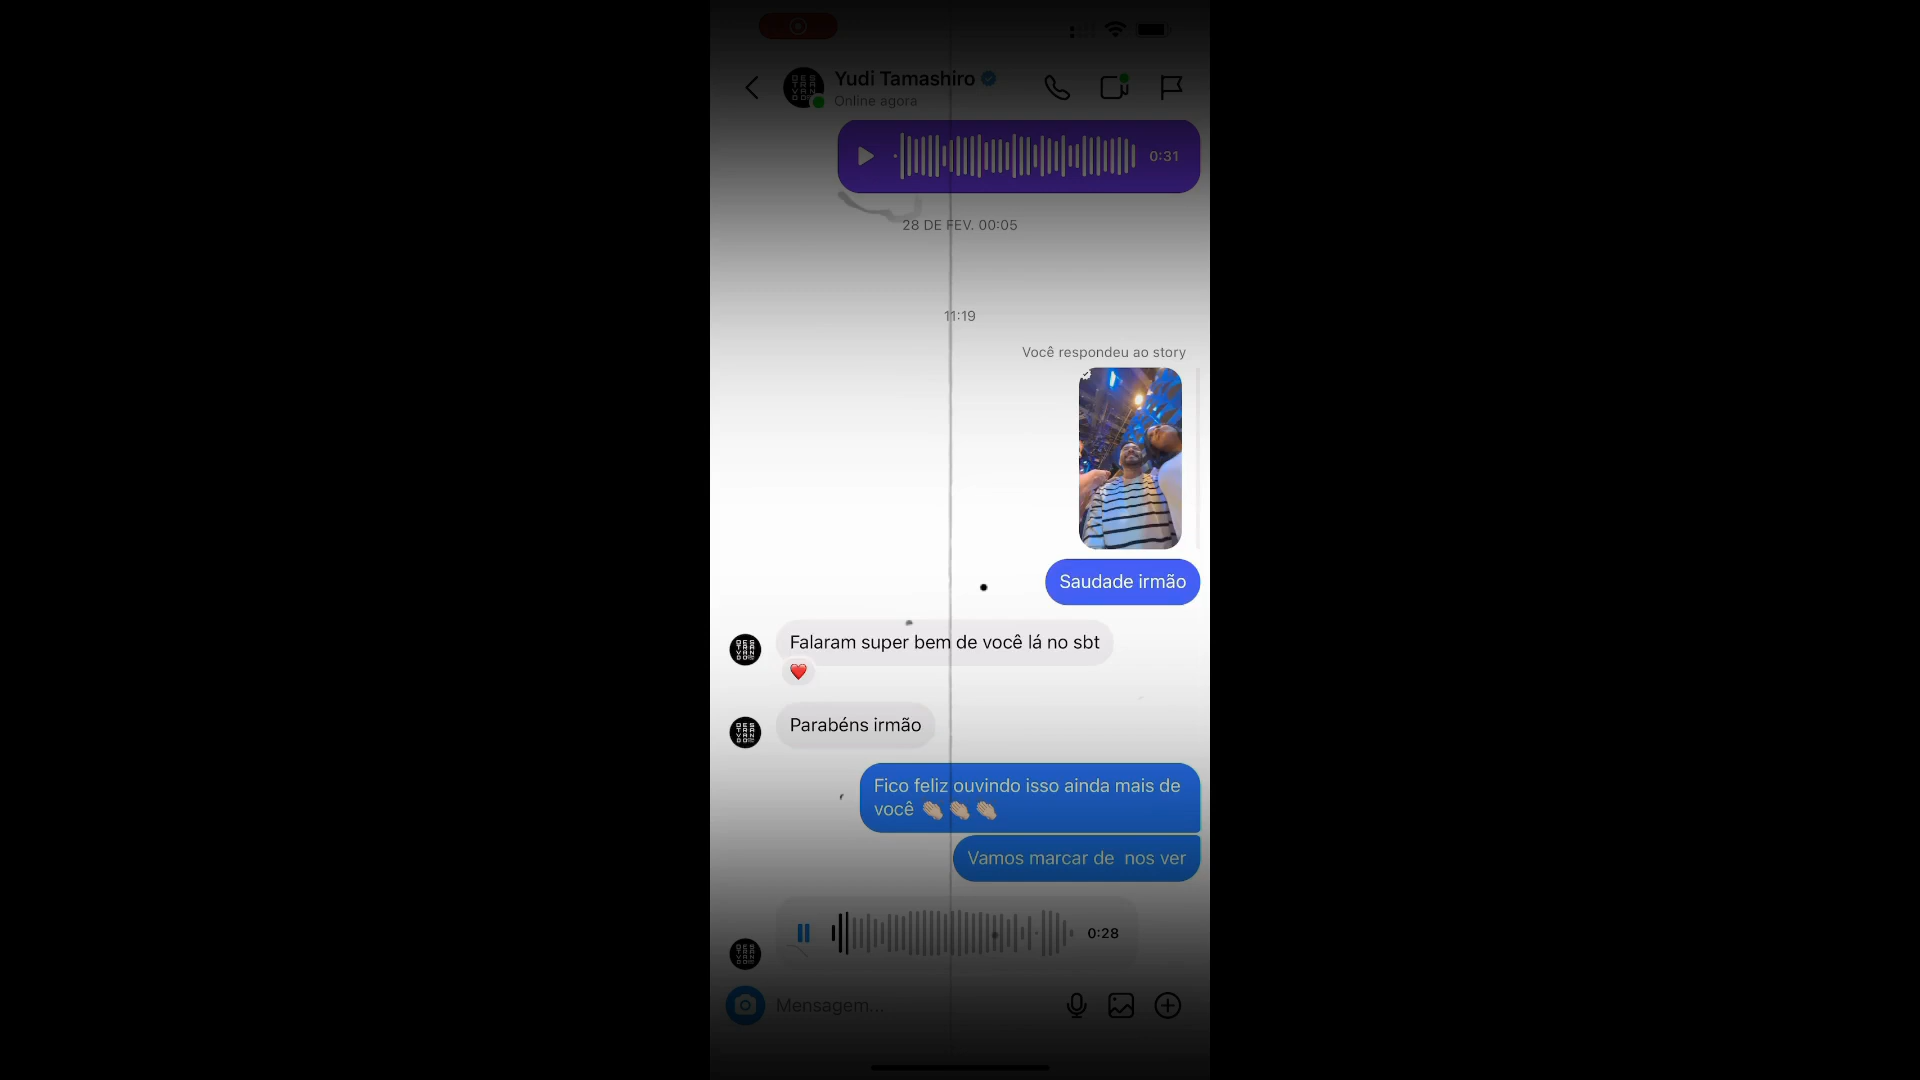 Yudi Tamashiro
Online agora
0:31
28 DE FEV. 00:05
11:19
Você respondeu ao story
Saudade irmão
Falaram super bem de você lá no sbt
❤️
Parabéns irmão
Fico feliz ouvindo isso ainda mais de
você 👏🏻 👏🏻 👏🏻
Vamos marcar de  nos ver
0:28
Mensagem...